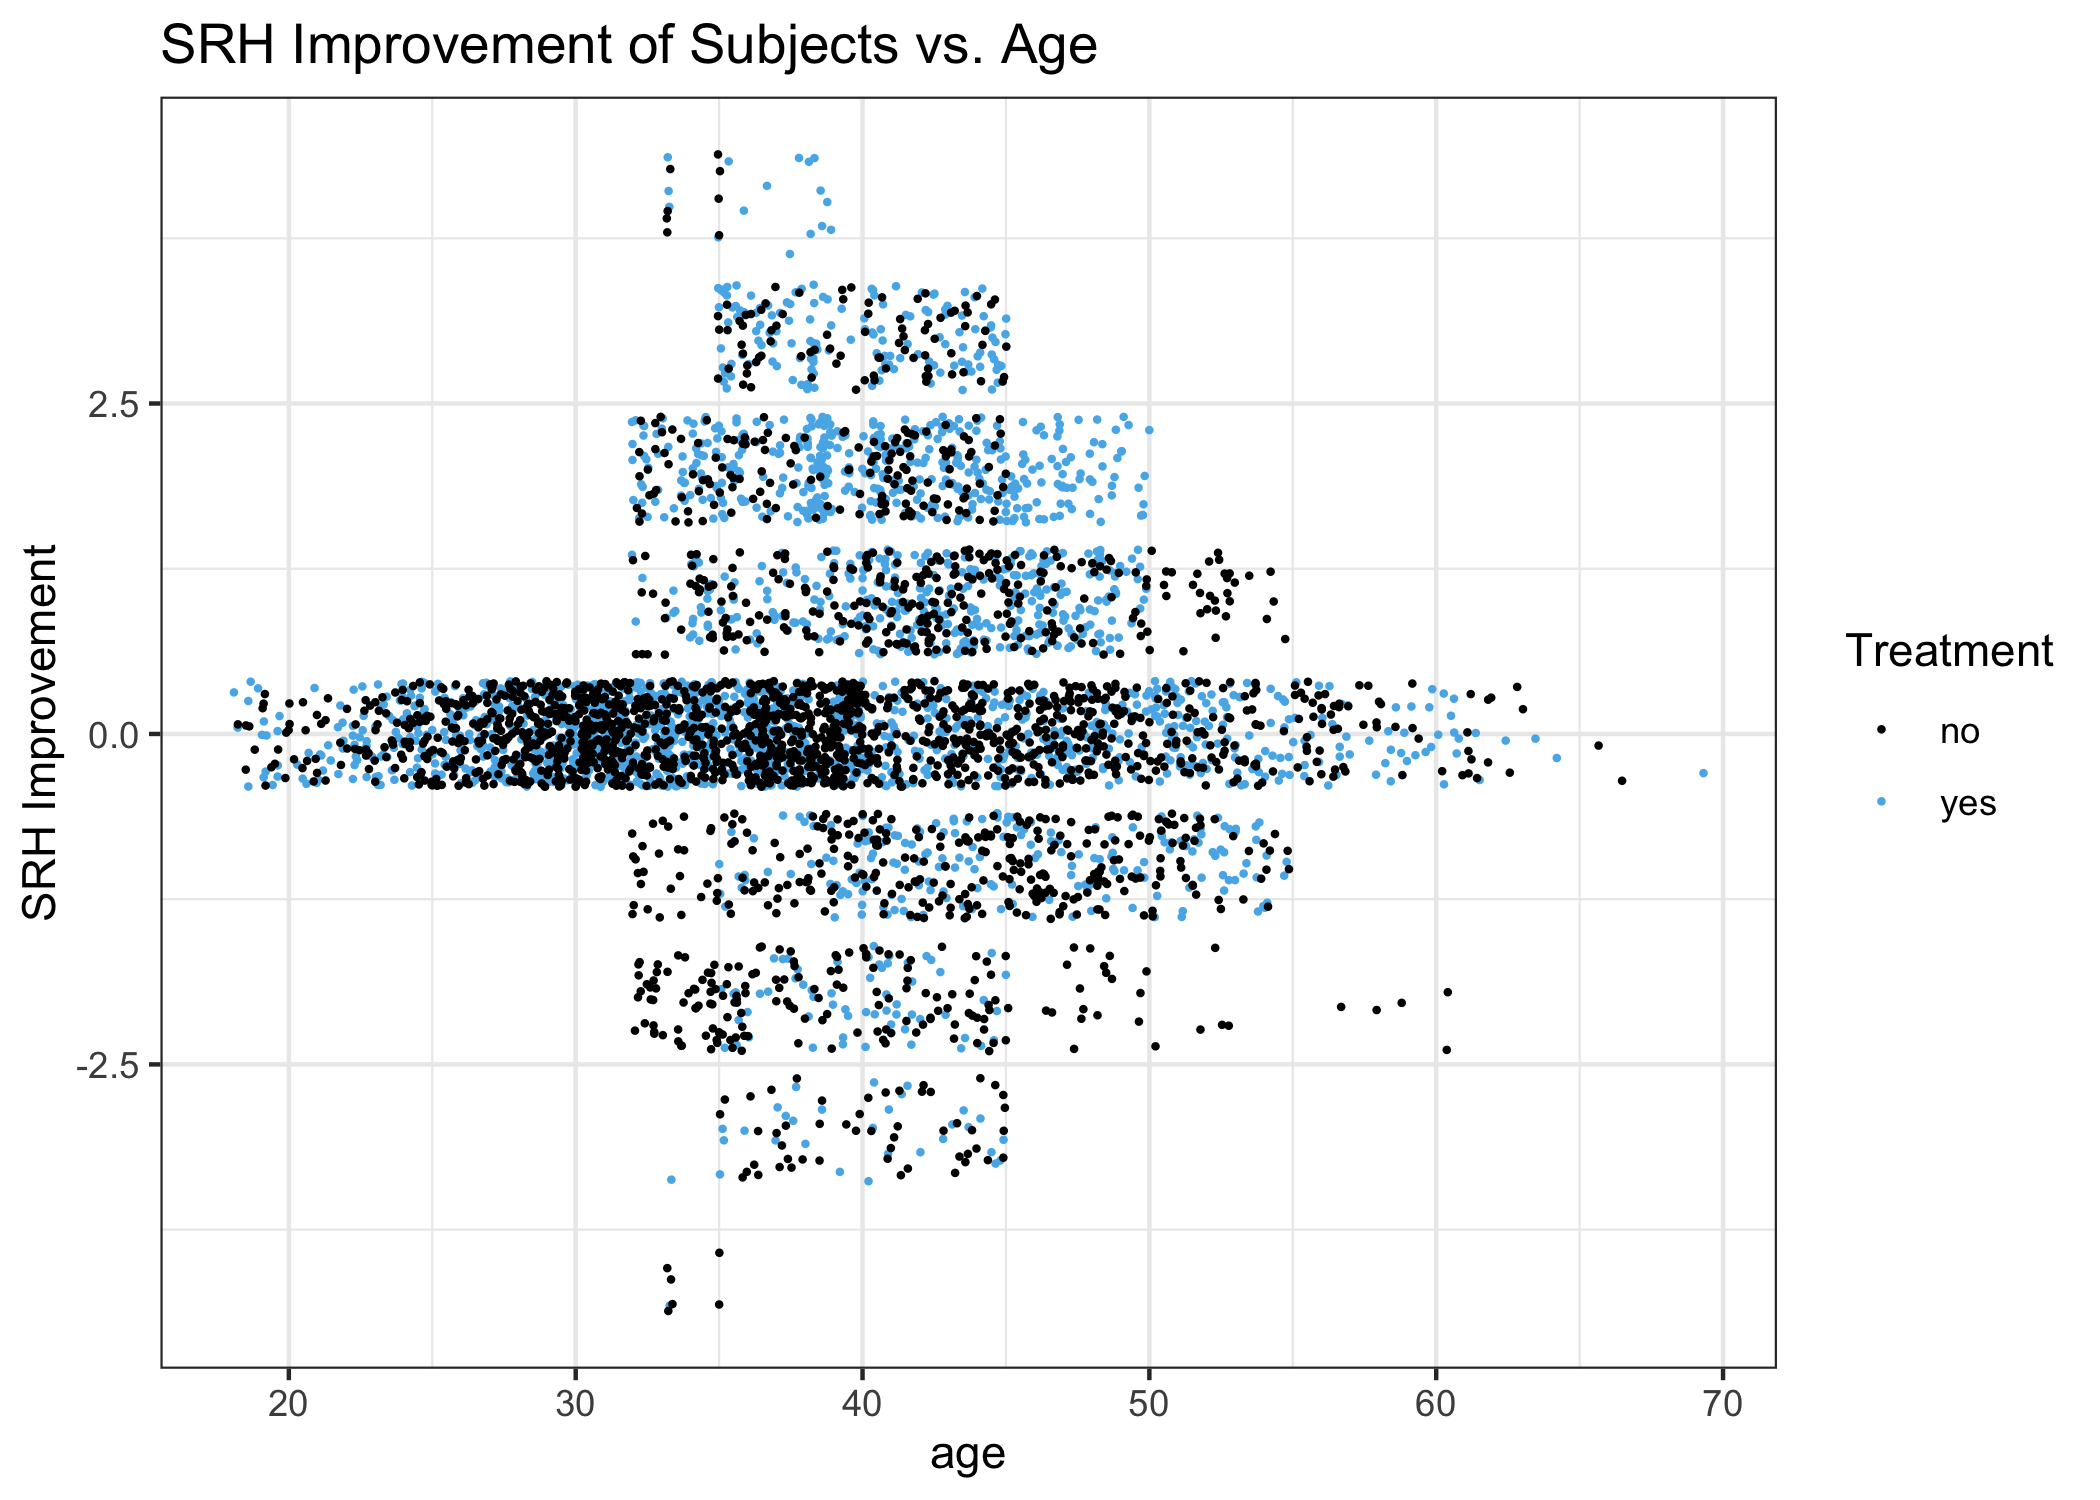 SRH Improvement of Subjects vs. Age
SRH Improvement
2.5
0.0
-2.5
20 30 40 50 60 70
age
Treatment
no
yes